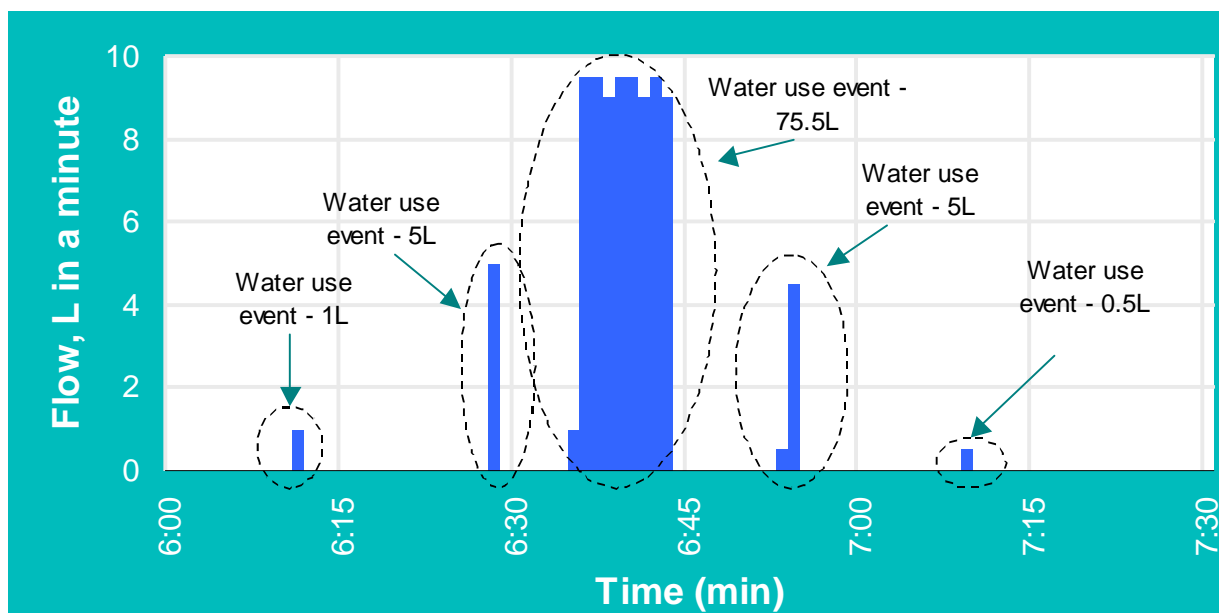 Flow, L in a minute
10
8
6
4
2
0
Water use
event - 1L
Water use
event - 5L
Water use event -
75.5L
Water use
event - 5L
Water use
event - 0.5L
6:00
6:15
6:30
6:45
7:00
7:15
7:30
Time (min)